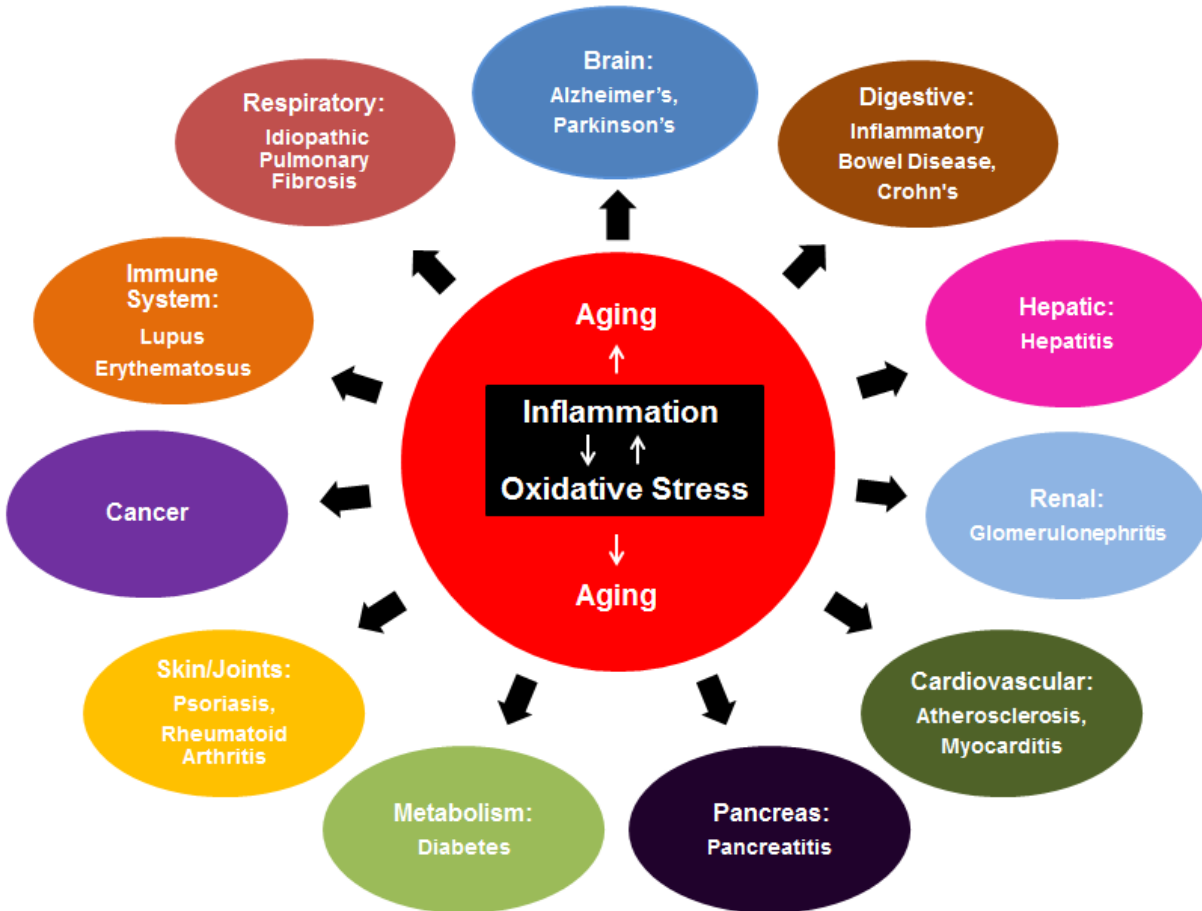 Brain:
Alzheimer’s,
Parkinson’s
Digestive:
Inflammatory
Bowel Disease,
Crohn's
Hepatic:
Hepatitis
Renal:
Glomerulonephritis
Cardiovascular:
Atherosclerosis,
Myocarditis
Pancreas:
Pancreatitis
Metabolism:
Diabetes
Skin/Joints:
Psoriasis,
Rheumatoid
Arthritis
Cancer
Immune
System:
Lupus
Erythematosus
Respiratory:
Idiopathic
Pulmonary
Fibrosis
Aging
Inflammation
Oxidative Stress
Aging